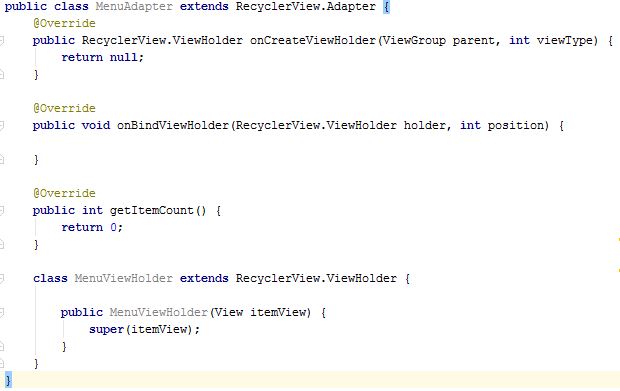 public class MenuAdapter extends RecyclerView.Adapter {
@Override
public RecyclerView.ViewHolder onCreateViewHolder(ViewGroup parent, int viewType) {
return null;
}
@Override
public void onBindViewHolder(RecyclerView.ViewHolder holder, int position) {
}
@Override
public int getItemCount() {
return 0;
}
class MenuViewHolder extends RecyclerView.ViewHolder {
public MenuViewHolder(View itemView) {
super(itemView);
}
}
}